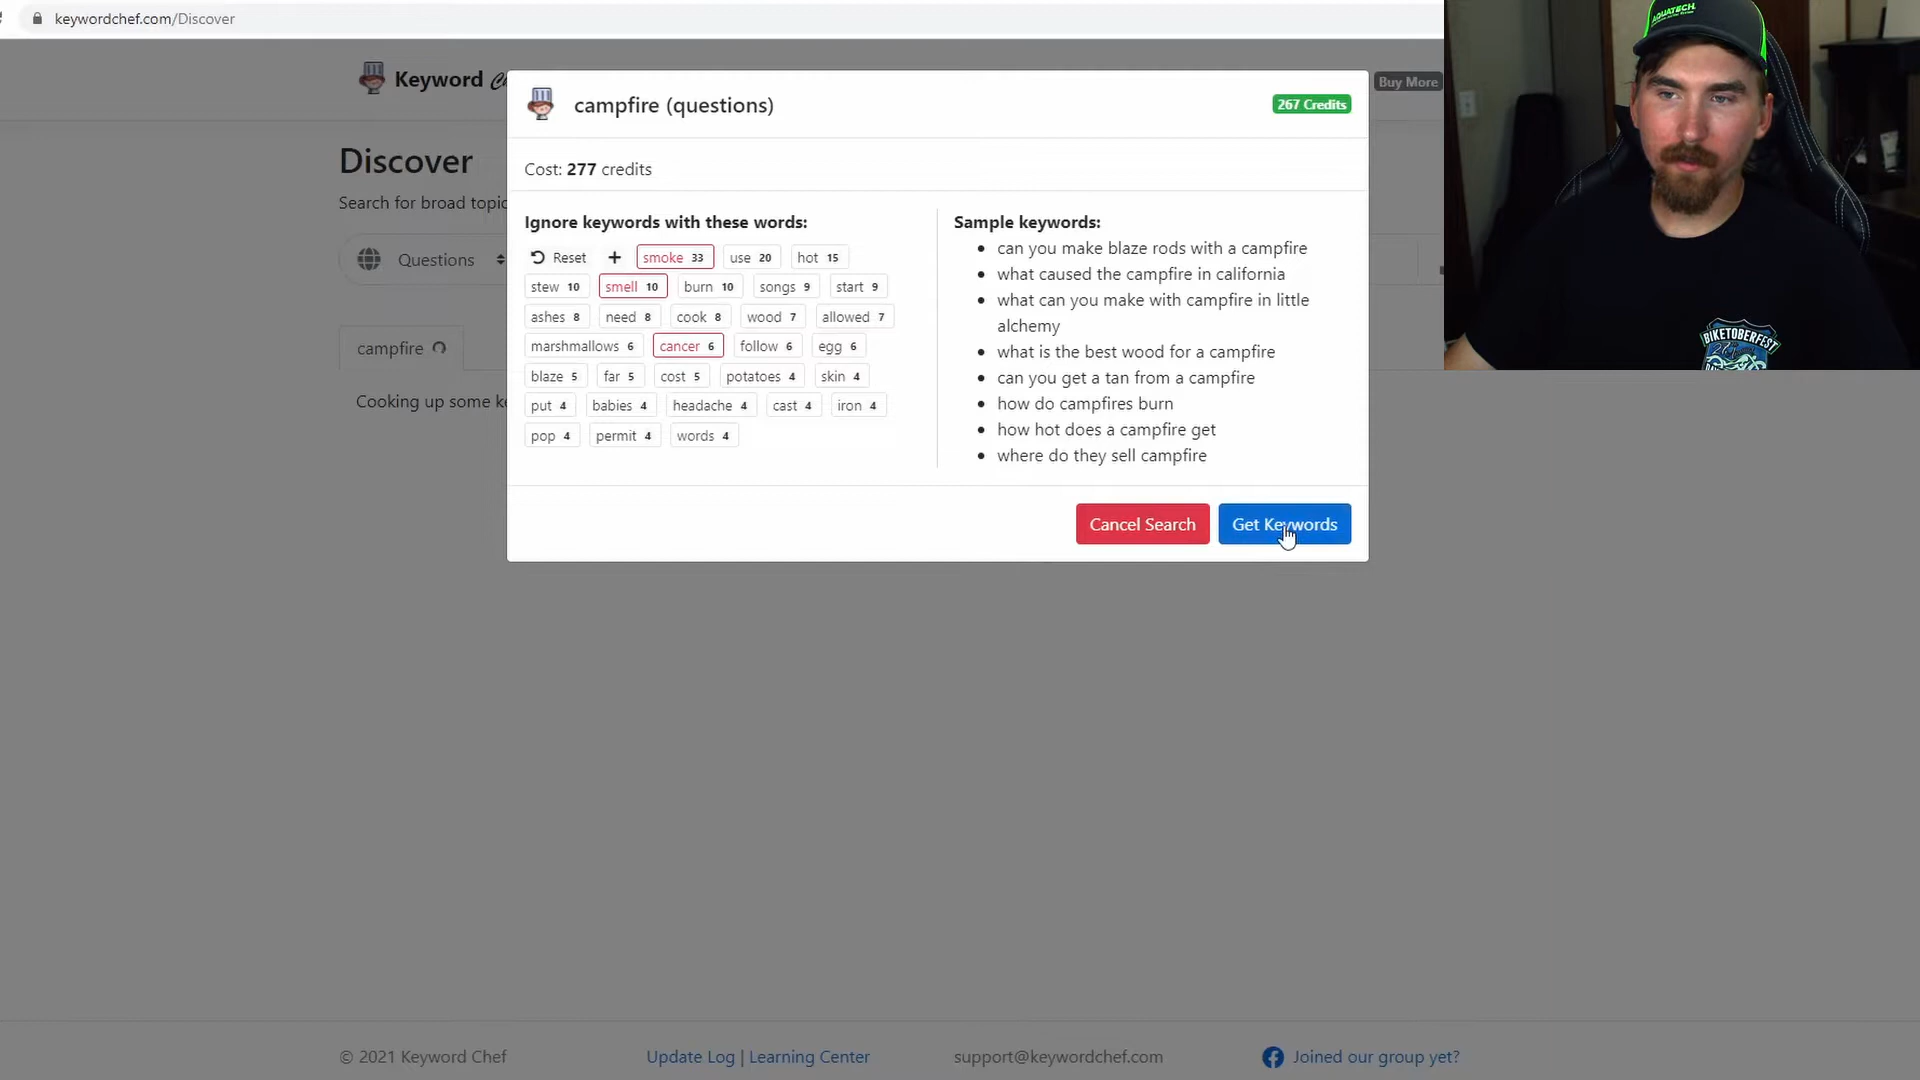 keywordchef.com/Discover
Keyword
Buy More
Discover
Search for broad topic
Questions
campfire
Cooking up some
campfire (questions)
267 Credits
Cost: 277 credits
Ignore keywords with these words:
Reset + smoke 33 use 20 hot 15
stew 10 smell 10 burn 10 songs 9 start 9
ashes 8 need 8 cook 8 wood 7 allowed 7
marshmallows 6 cancer 6 follow 6 egg 6
blaze 5 far 5 cost 5 potatoes 4 skin 4
put 4 babies 4 headache 4 cast 4 iron 4
pop 4 permit 4 words 4
Sample keywords:
• can you make blaze rods with a campfire
• what caused the campfire in california
• what can you make with campfire in little
alchemy
• what is the best wood for a campfire
• can you get a tan from a campfire
• how do campfires burn
• how hot does a campfire get
• where do they sell campfire
Cancel Search
Get Keywords
AQUATECH
BIKETOBERFEST
© 2021 Keyword Chef
Update Log | Learning Center
support@keywordchef.com
Joined our group yet?